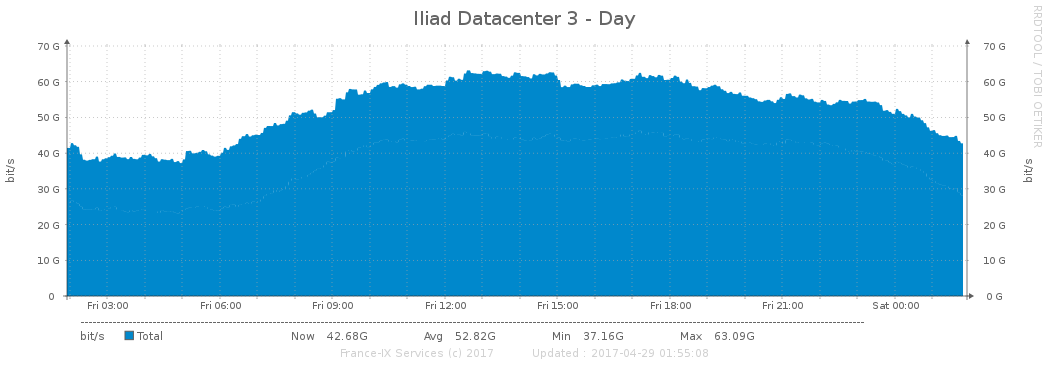 Iliad Datacenter 3 - Day
RRDTOOL / TOBI OETIKER
70 G 70 G
60 G 60 G
50 G 50 G
40 G 40 G
30 G 30 G
20 G 20 G
10 G 10 G
0 0 G
bit/s bit/s
Fri 03:00 Fri 06:00 Fri 09:00 Fri 12:00 Fri 15:00 Fri 18:00 Fri 21:00 Sat 00:00
bit/s Total Now 42.68G Avg 52.82G Min 37.16G Max 63.09G
France-IX Services (c) 2017 Updated : 2017-04-29 01:55:08